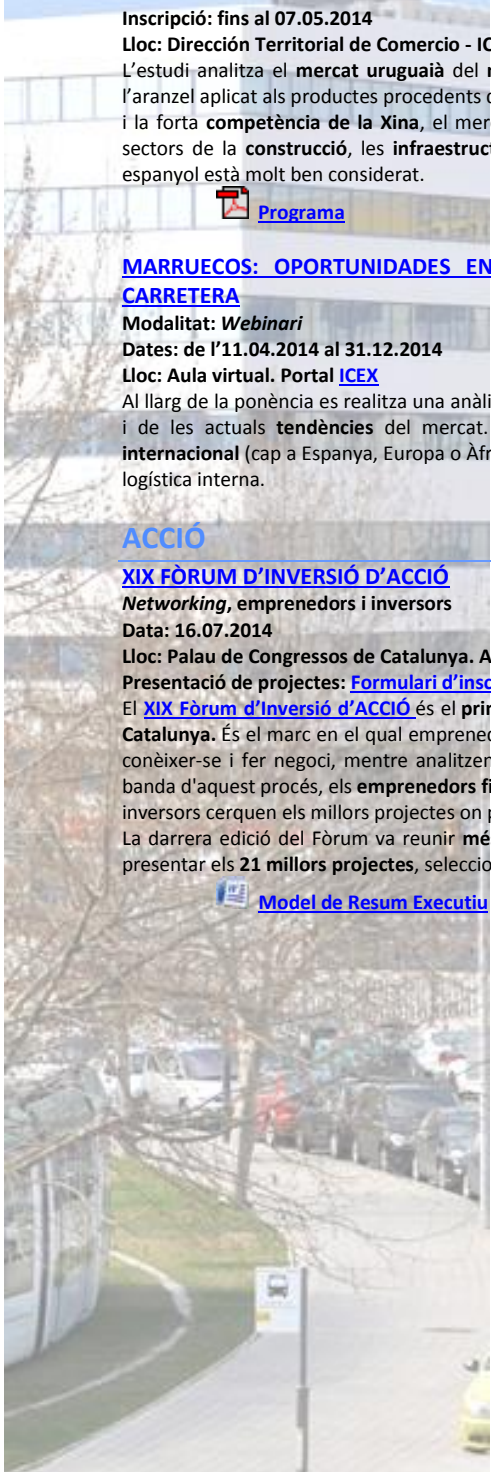 Inscripció: fins al 07.05.2014
Lloc: Dirección Territorial de Comercio - IC
L’estudi analitza el mercat uruguaià del
l’aranzel aplicat als productes procedents
i la forta competència de la Xina, el mer
sectors de la construcció, les infraestruct
espanyol està molt ben considerat.
Programa
MARRUECOS: OPORTUNIDADES EN
CARRETERA
Modalitat: Webinari
Dates: de l’11.04.2014 al 31.12.2014
Lloc: Aula virtual. Portal ICEX
Al llarg de la ponència es realitza una anàli
i de les actuals tendències del mercat.
internacional (cap a Espanya, Europa o Àfr
logística interna.
ACCIÓ
XIX FÒRUM D’INVERSIÓ D’ACCIÓ
Networking, emprenedors i inversors
Data: 16.07.2014
Lloc: Palau de Congressos de Catalunya. A
Presentació de projectes: Formulari d’insc
El XIX Fòrum d’Inversió d’ACCIÓ és el prin
Catalunya. És el marc en el qual emprened
conèixer-se i fer negoci, mentre analitzen
banda d'aquest procés, els emprenedors fi
inversors cerquen els millors projectes on p
La darrera edició del Fòrum va reunir mé
presentar els 21 millors projectes, seleccio
Model de Resum Executiu